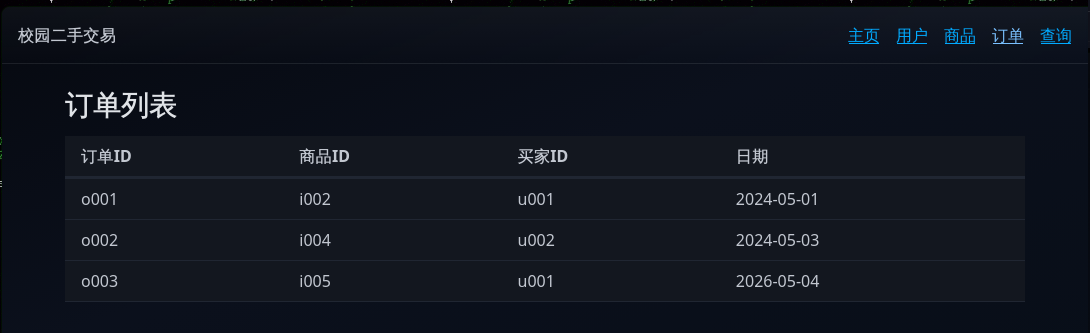 校园二手交易 主页 用户 商品 订单 查询
订单列表
订单ID 商品ID 买家ID 日期
o001 i002 u001 2024-05-01
o002 i004 u002 2024-05-03
o003 i005 u001 2026-05-04